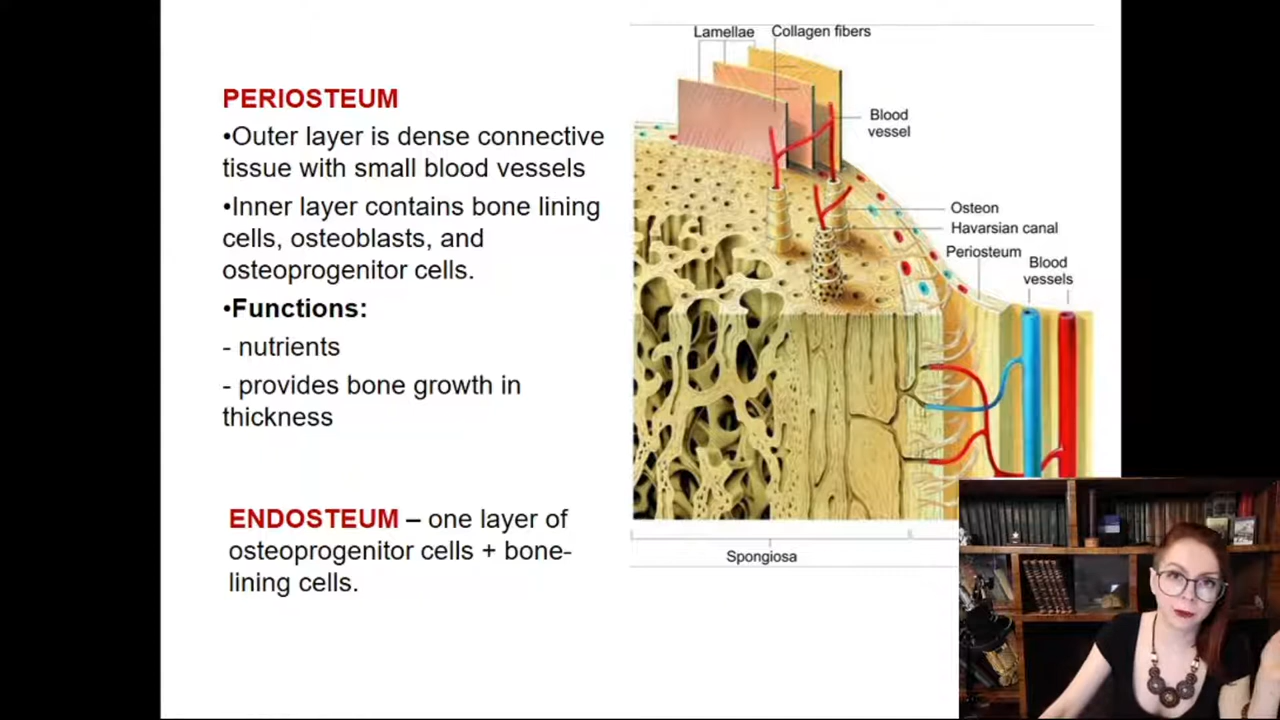 PERIOSTEUM
•Outer layer is dense connective
tissue with small blood vessels
•Inner layer contains bone lining
cells, osteoblasts, and
osteoprogenitor cells.
•Functions:
- nutrients
- provides bone growth in
thickness
ENDOSTEUM – one layer of
osteoprogenitor cells + bone-
lining cells.
Lamellae
Collagen fibers
Blood
vessel
Osteon
Havarsian canal
Periosteum
Blood
vessels
Spongiosa